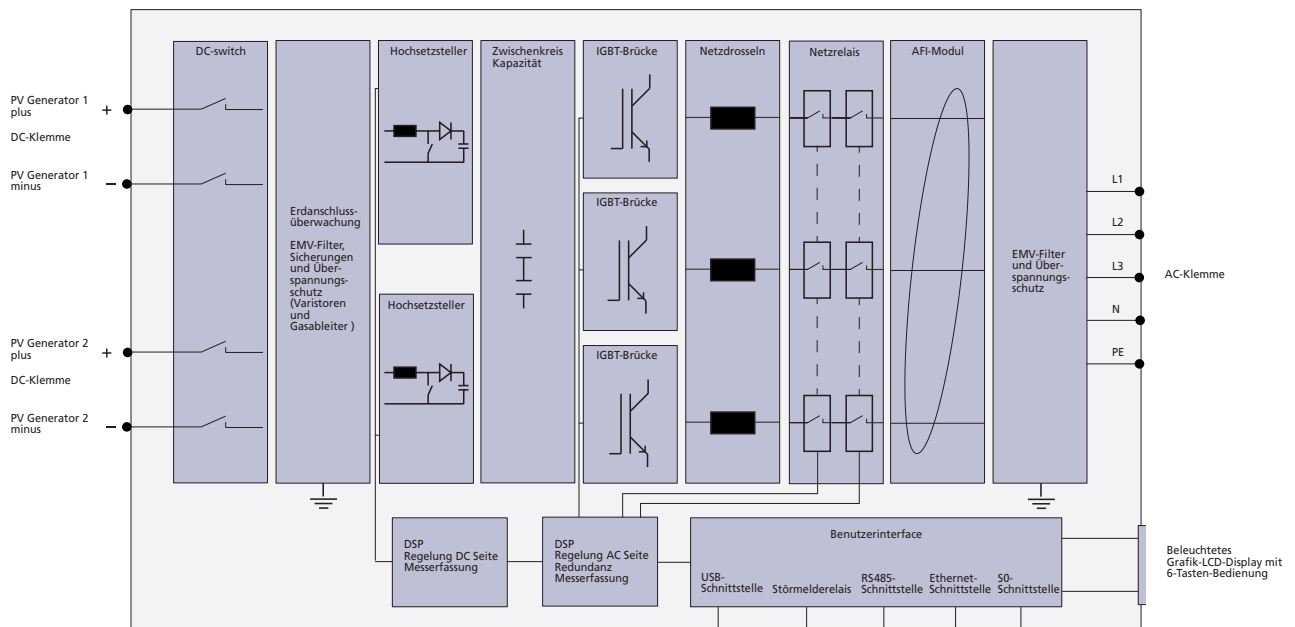 DC-switch
Hochsetzsteller
Zwischenkreis
Kapazität
IGBT-Brücke
Netzdrosseln
Netzrelais
AFI-Modul
PV Generator 1
plus
+
DC-Klemme
PV Generator 1
minus
–
Erdanschluss-
überwachung
EMV-Filter,
Sicherungen
und Über-
spannungs-
schutz
(Varistoren
und
Gasableiter )
IGBT-Brücke
Hochsetzsteller
IGBT-Brücke
PV Generator 2
plus
+
DC-Klemme
PV Generator 2
minus
–
EMV-Filter
und Über-
spannungs-
schutz
L1
L2
L3
N
PE
AC-Klemme
DSP
Regelung DC Seite
Messerfassung
DSP
Regelung AC Seite
Redundanz
Messerfassung
Benutzerinterface
USB-
Schnittstelle
Störmelderelais
RS485-
Schnittstelle
Ethernet-
Schnittstelle
S0-
Schnittstelle
Beleuchtetes
Grafik-LCD-Display mit
6-Tasten-Bedienung